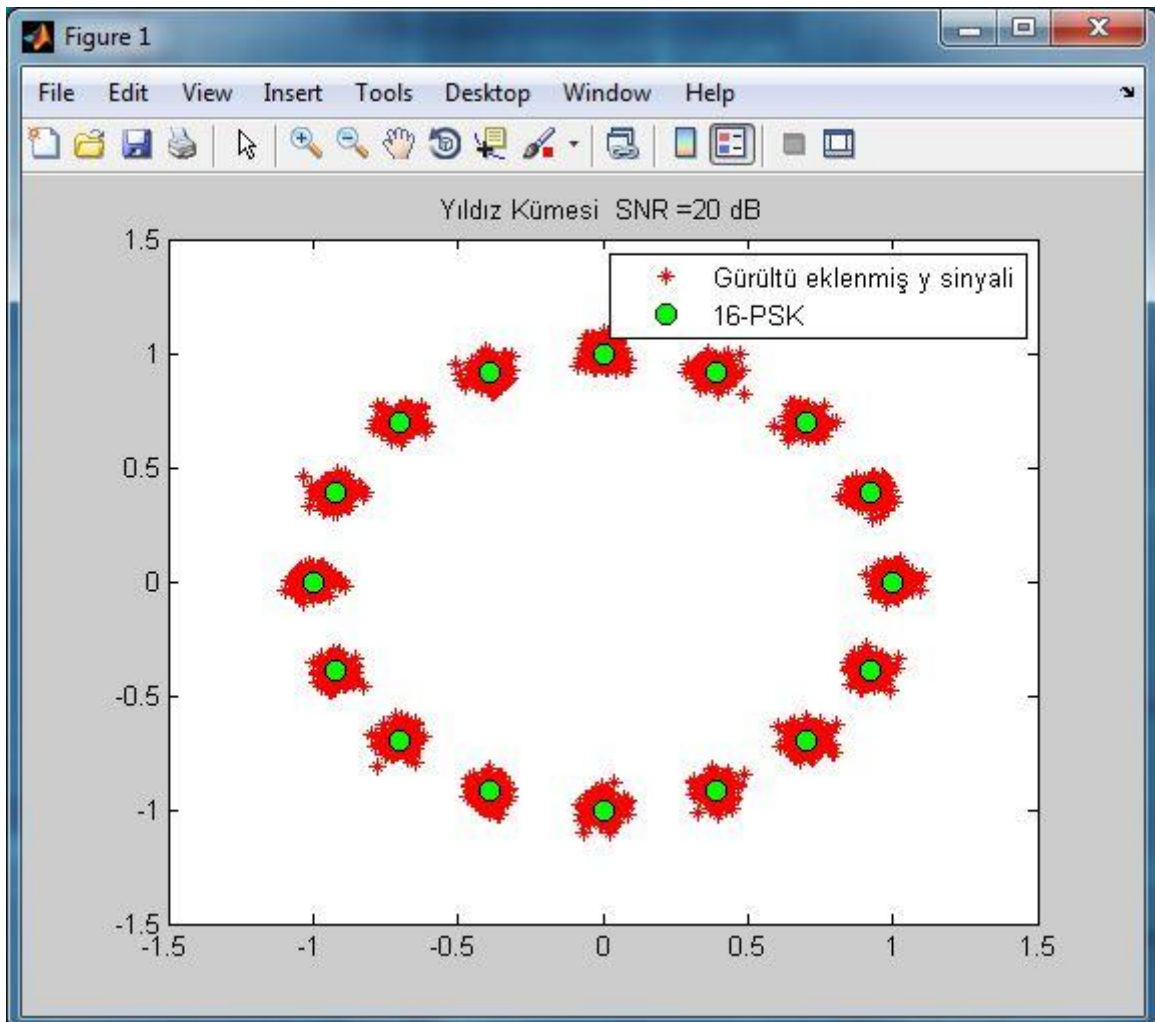 Figure 1
File Edit View Insert Tools Desktop Window Help
Yıldız Kümesi SNR =20 dB
Gürültü eklenmiş y sinyali
16-PSK
1.5
1
0.5
0
-0.5
-1
-1.5
-1.5 -1 -0.5 0 0.5 1 1.5